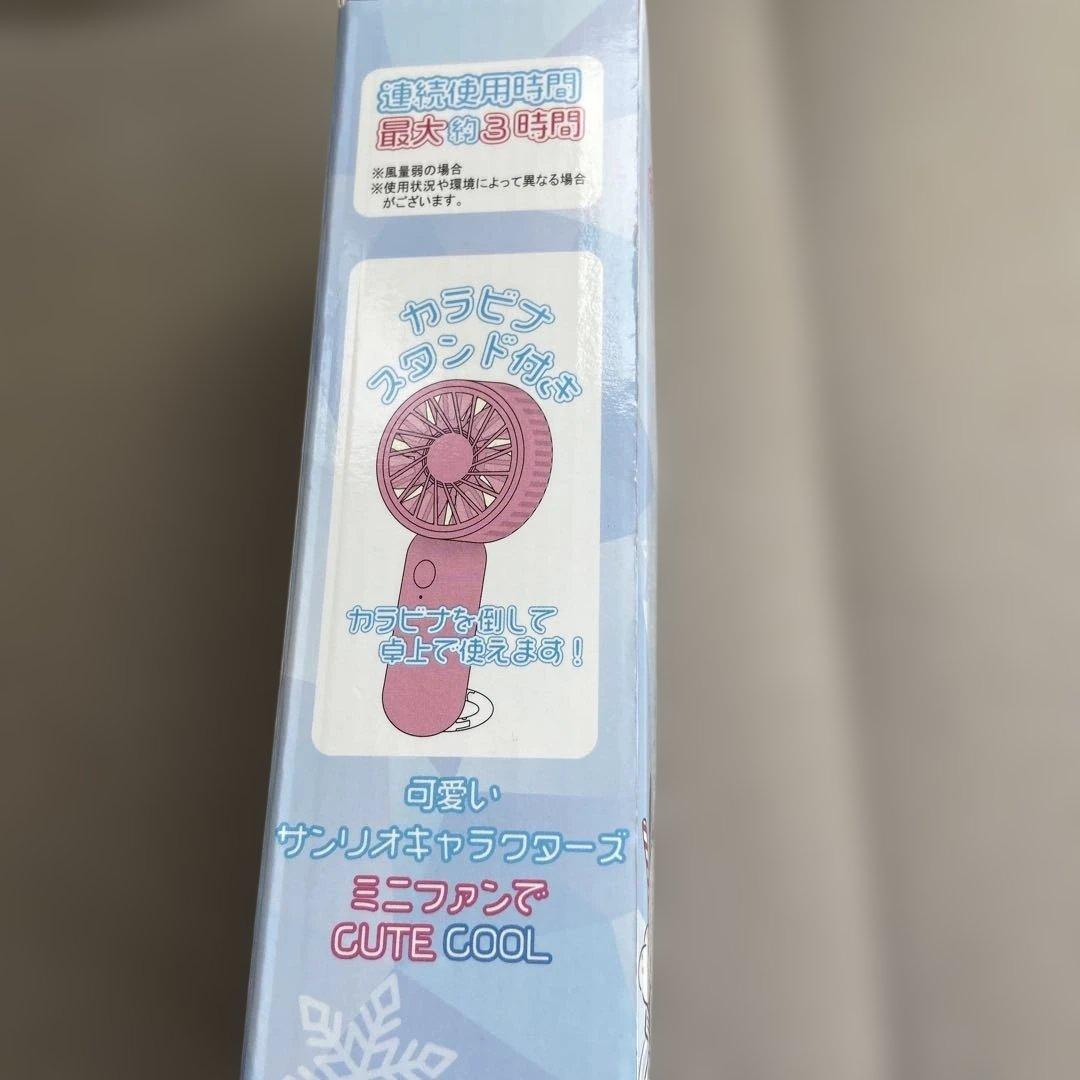 連続使用時間
最大約3時間
※風量弱の場合
※使用状況や環境によって異なる場合
がございます。
カラビナ
スタンド付き
カラビナを倒して
卓上で使えます!
可愛い
サンリオキャラクターズ
ミニファンで
CUTE COOL